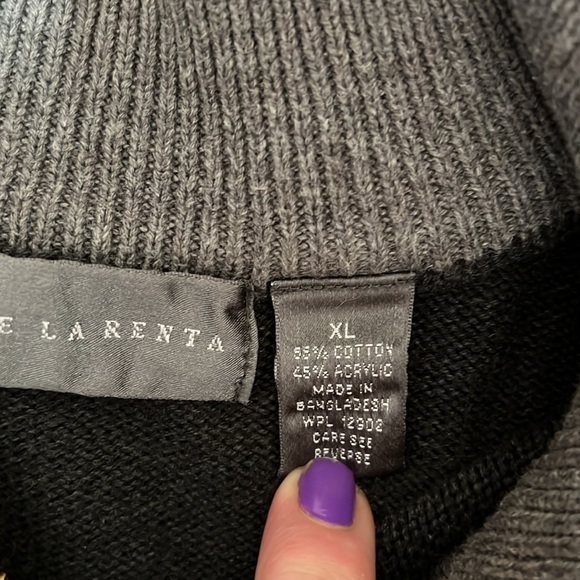 E LA RENTA
XL
55% COTTON
45% ACRYLIC
MADE IN
BANGLADESH
WPL 12902
CARE SEE
REVERSE